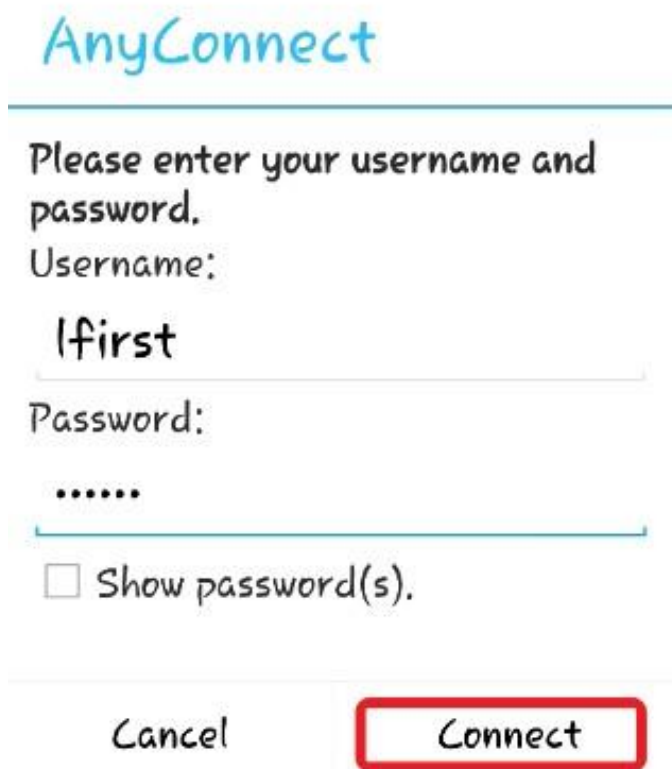 AnyConnect
Please enter your username and
password.
Username:
lfirst
Password:
••••••
Show password(s).
Cancel Connect